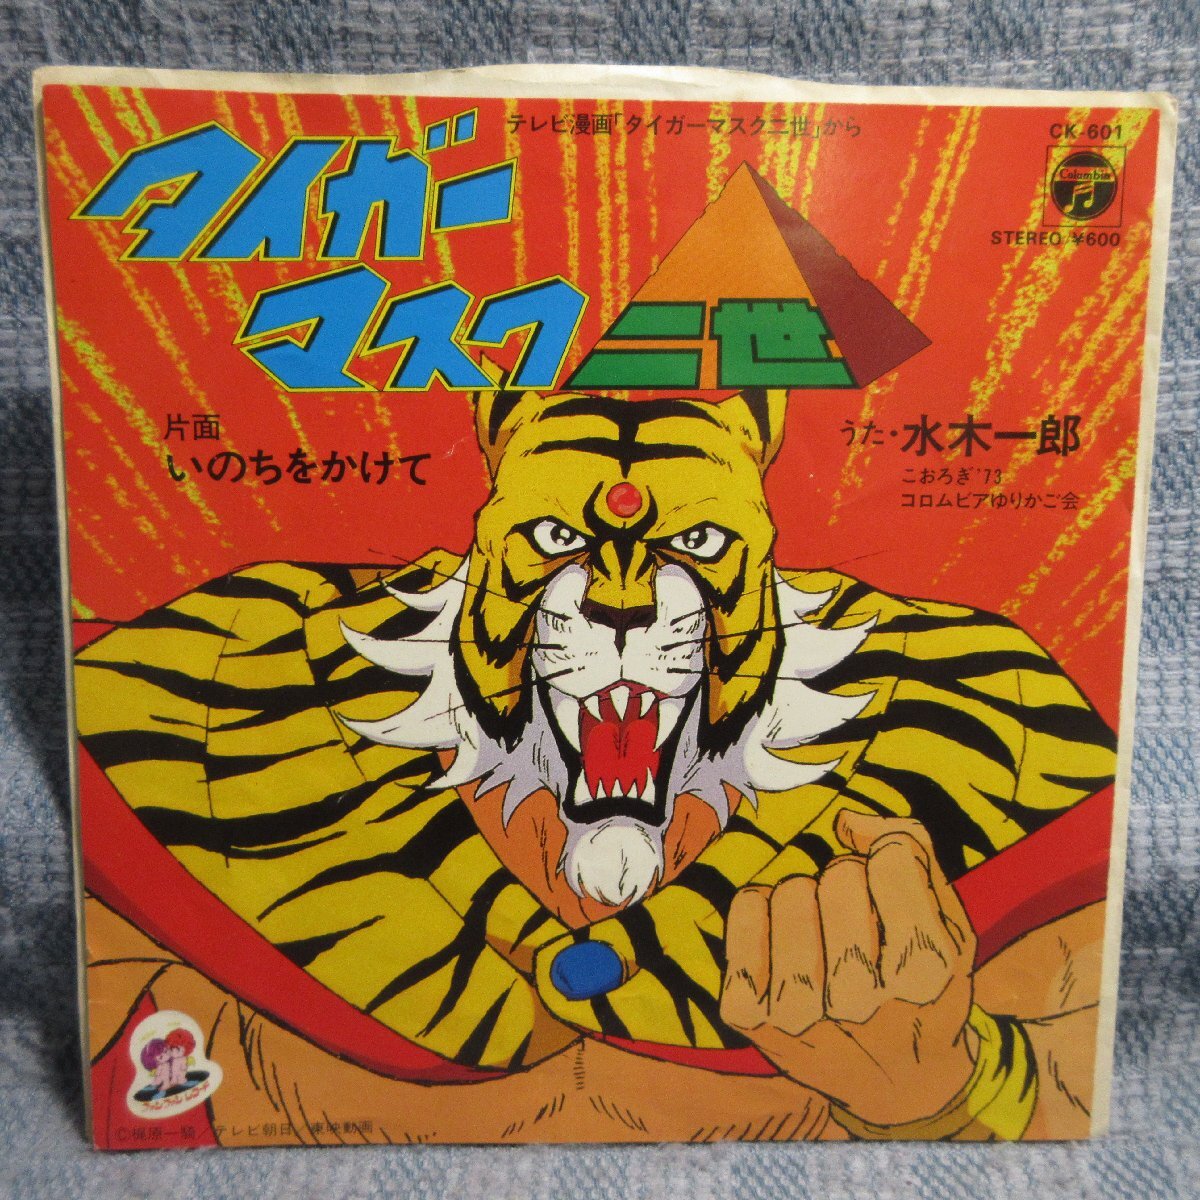 テレビ漫画「タイガーマスク二世」から
CK-601
Columbia
STEREO/¥600
タイガー
マスク
二世
片面
いのちをかけて
うた・水木一郎
こおろぎ'73
コロムビアゆりかご会
©梶原一騎/テレビ朝日/東映動画